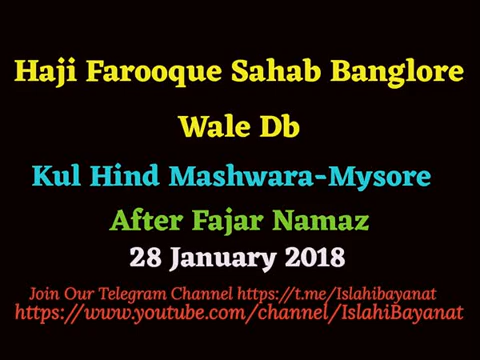 Haji Farooque Sahab Banglore
Wale Db
Kul Hind Mashwara-Mysore
After Fajar Namaz
28 January 2018
Join Our Telegram Channel https://t.me/Islahibayanat
https://www.youtube.com/channel/IslahiBayanat